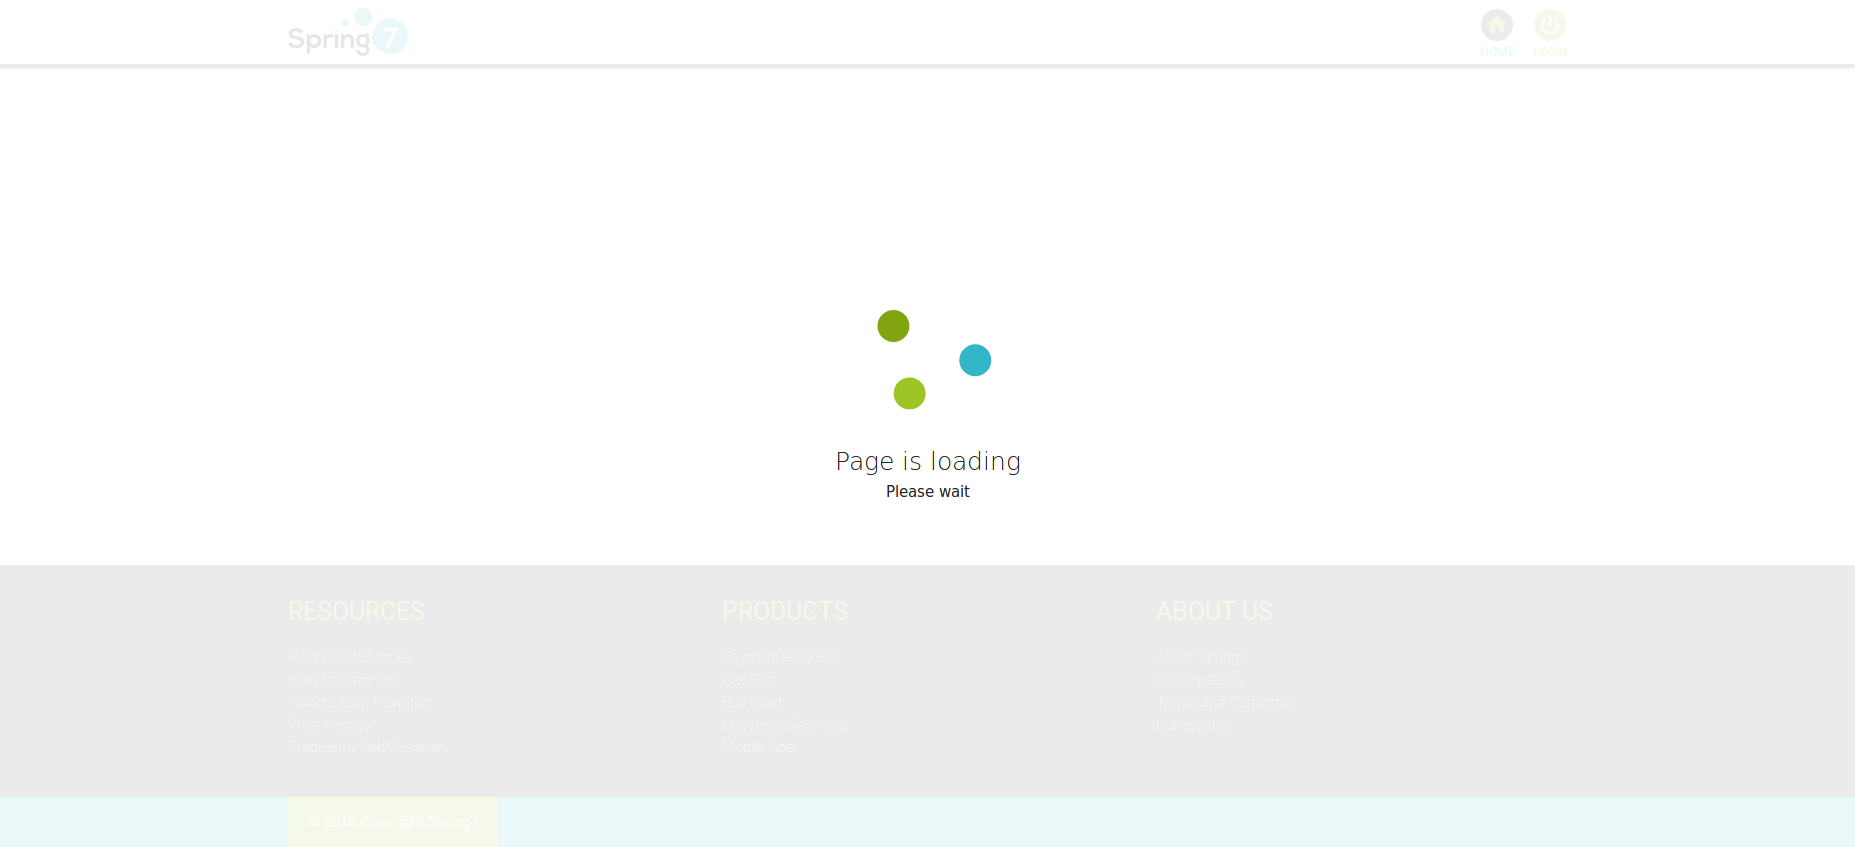 Spring7
HOME
LOGIN
Page is loading
Please wait
RESOURCES
How to Add Money
How to Cash Out
How to Earn Rewards
Price History
Frequently Ask Question
PRODUCTS
Payment Request
Pay Bills
Buy Load
Merchant Services
Mobile App
ABOUT US
About Spring7
Privacy Policy
Terms and Conditions
Contact Us
© 2018 Copyright Spring7